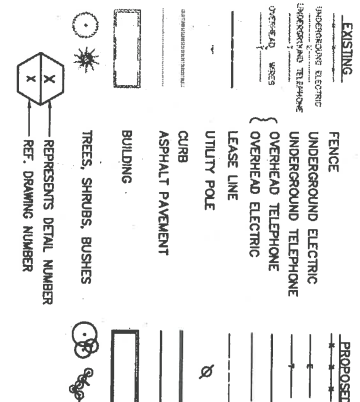 EXISTING
PROPOSED
FENCE
UNDERGROUND ELECTRIC
UNDERGROUND ELECTRIC
UNDERGROUND TELEPHONE
UNDERGROUND TELEPHONE
OVERHEAD WIRES
OVERHEAD TELEPHONE
OVERHEAD ELECTRIC
LEASE LINE
UTILITY POLE
CURB
ASPHALT PAVEMENT
BUILDING
TREES, SHRUBS, BUSHES
X X
REPRESENTS DETAIL NUMBER
REF. DRAWING NUMBER